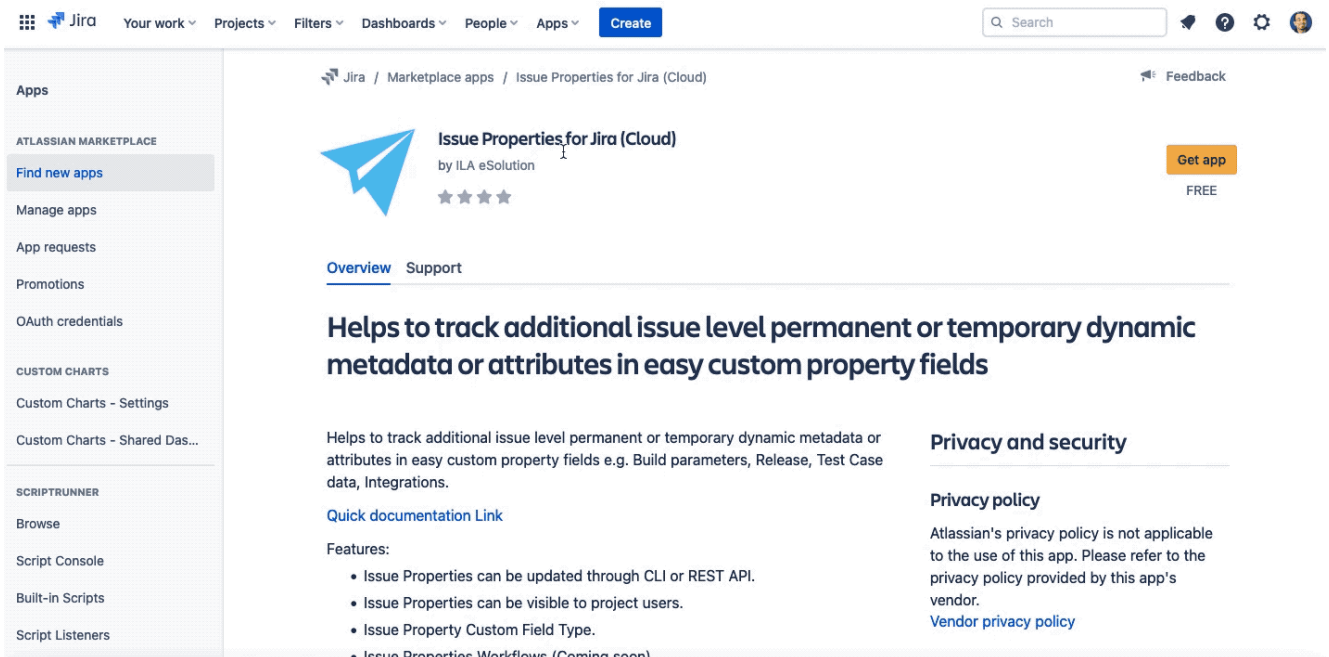 Jira
Your work
Projects
Filters
Dashboards
People
Apps
Create
Search
Apps
ATLASSIAN MARKETPLACE
Find new apps
Manage apps
App requests
Promotions
OAuth credentials
CUSTOM CHARTS
Custom Charts - Settings
Custom Charts - Shared Das...
SCRIPTRUNNER
Browse
Script Console
Built-in Scripts
Script Listeners
Jira / Marketplace apps / Issue Properties for Jira (Cloud)
Feedback
Issue Properties for Jira (Cloud)
by ILA eSolution
Get app
FREE
Overview
Support
Helps to track additional issue level permanent or temporary dynamic
metadata or attributes in easy custom property fields
Helps to track additional issue level permanent or temporary dynamic metadata or
attributes in easy custom property fields e.g. Build parameters, Release, Test Case
data, Integrations.
Quick documentation Link
Features:
• Issue Properties can be updated through CLI or REST API.
• Issue Properties can be visible to project users.
• Issue Property Custom Field Type.
• Issue Properties Workflows (Coming soon)
Privacy and security
Privacy policy
Atlassian's privacy policy is not applicable
to the use of this app. Please refer to the
privacy policy provided by this app's
vendor.
Vendor privacy policy